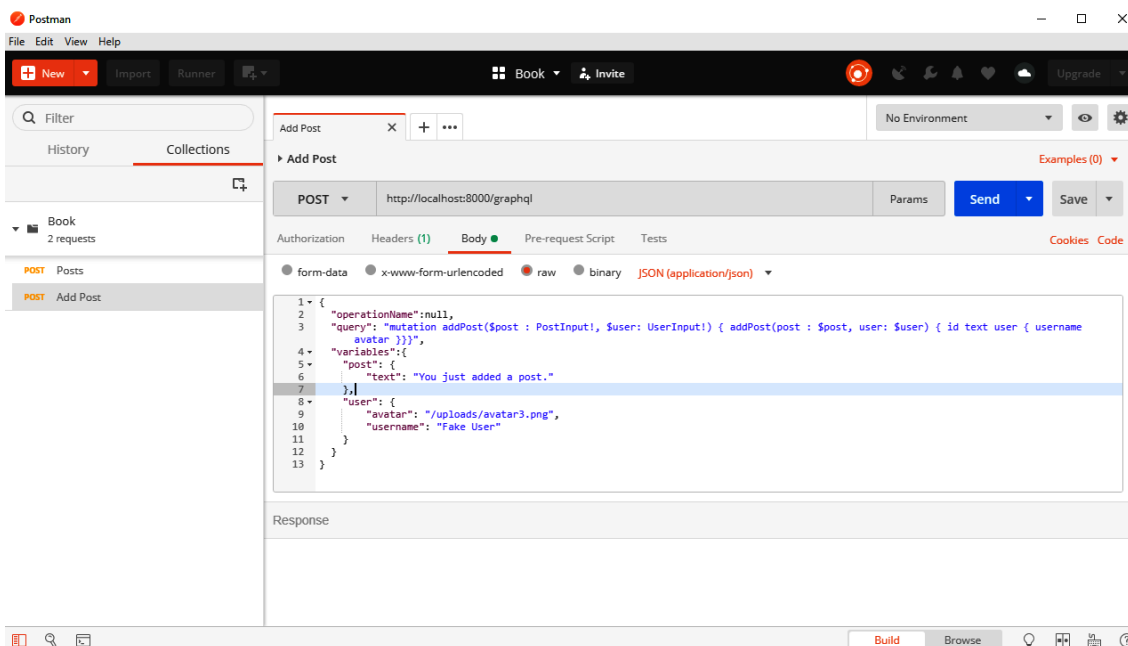 Postman
File Edit View Help
New Import Runner Book Invite Upgrade
Filter
History Collections
Book
2 requests
POST Posts
POST Add Post
Add Post
No Environment
Add Post
Examples (0)
POST http://localhost:8000/graphql Params Send Save
Authorization Headers (1) Body Pre-request Script Tests Cookies Code
form-data x-www-form-urlencoded raw binary JSON (application/json)
1 {
2 "operationName":null,
3 "query": "mutation addPost($post : PostInput!, $user: UserInput!) { addPost(post : $post, user: $user) { id text user { username
avatar }}}",
4 "variables":{
5 "post": {
6 "text": "You just added a post."
7 },
8 "user": {
9 "avatar": "/uploads/avatar3.png",
10 "username": "Fake User"
11 }
12 }
13 }
Response
Build Browse